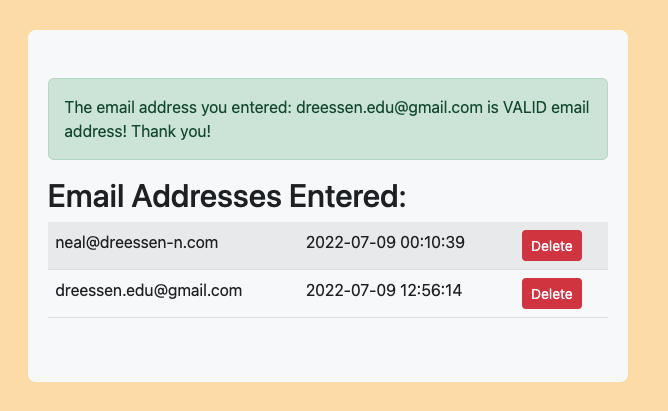 The email address you entered: dreessen.edu@gmail.com is VALID email
address! Thank you!
Email Addresses Entered:
neal@dreessen-n.com 2022-07-09 00:10:39 Delete
dreessen.edu@gmail.com 2022-07-09 12:56:14 Delete